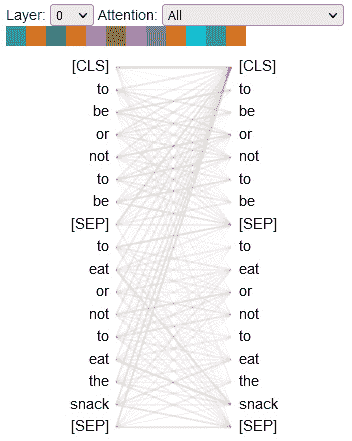 Layer: 0 Attention: All
[CLS] [CLS]
to to
be be
or or
not not
to to
be be
[SEP] [SEP]
to to
eat eat
or or
not not
to to
eat eat
the the
snack snack
[SEP] [SEP]